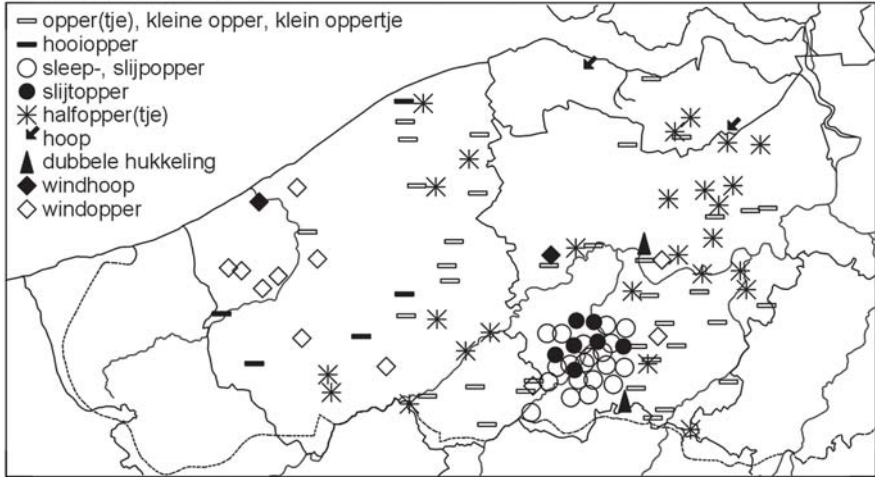 opper(tje), kleine opper, klein oppertje
hooiopper
sleep-, slijpopper
slijtopper
halfopper(tje)
hoop
dubbele hukkeling
windhoop
windopper